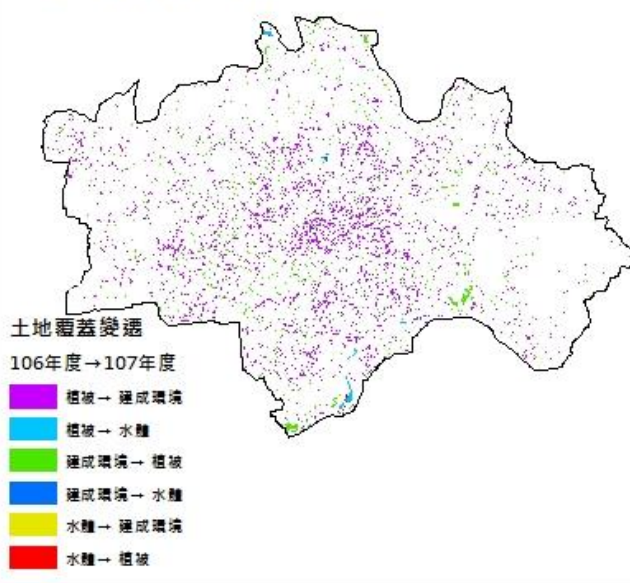 土地覆蓋變遷
106年度→107年度
植被→ 建成環境
植被→ 水體
建成環境→ 植被
建成環境→ 水體
水體→ 建成環境
水體→ 植被